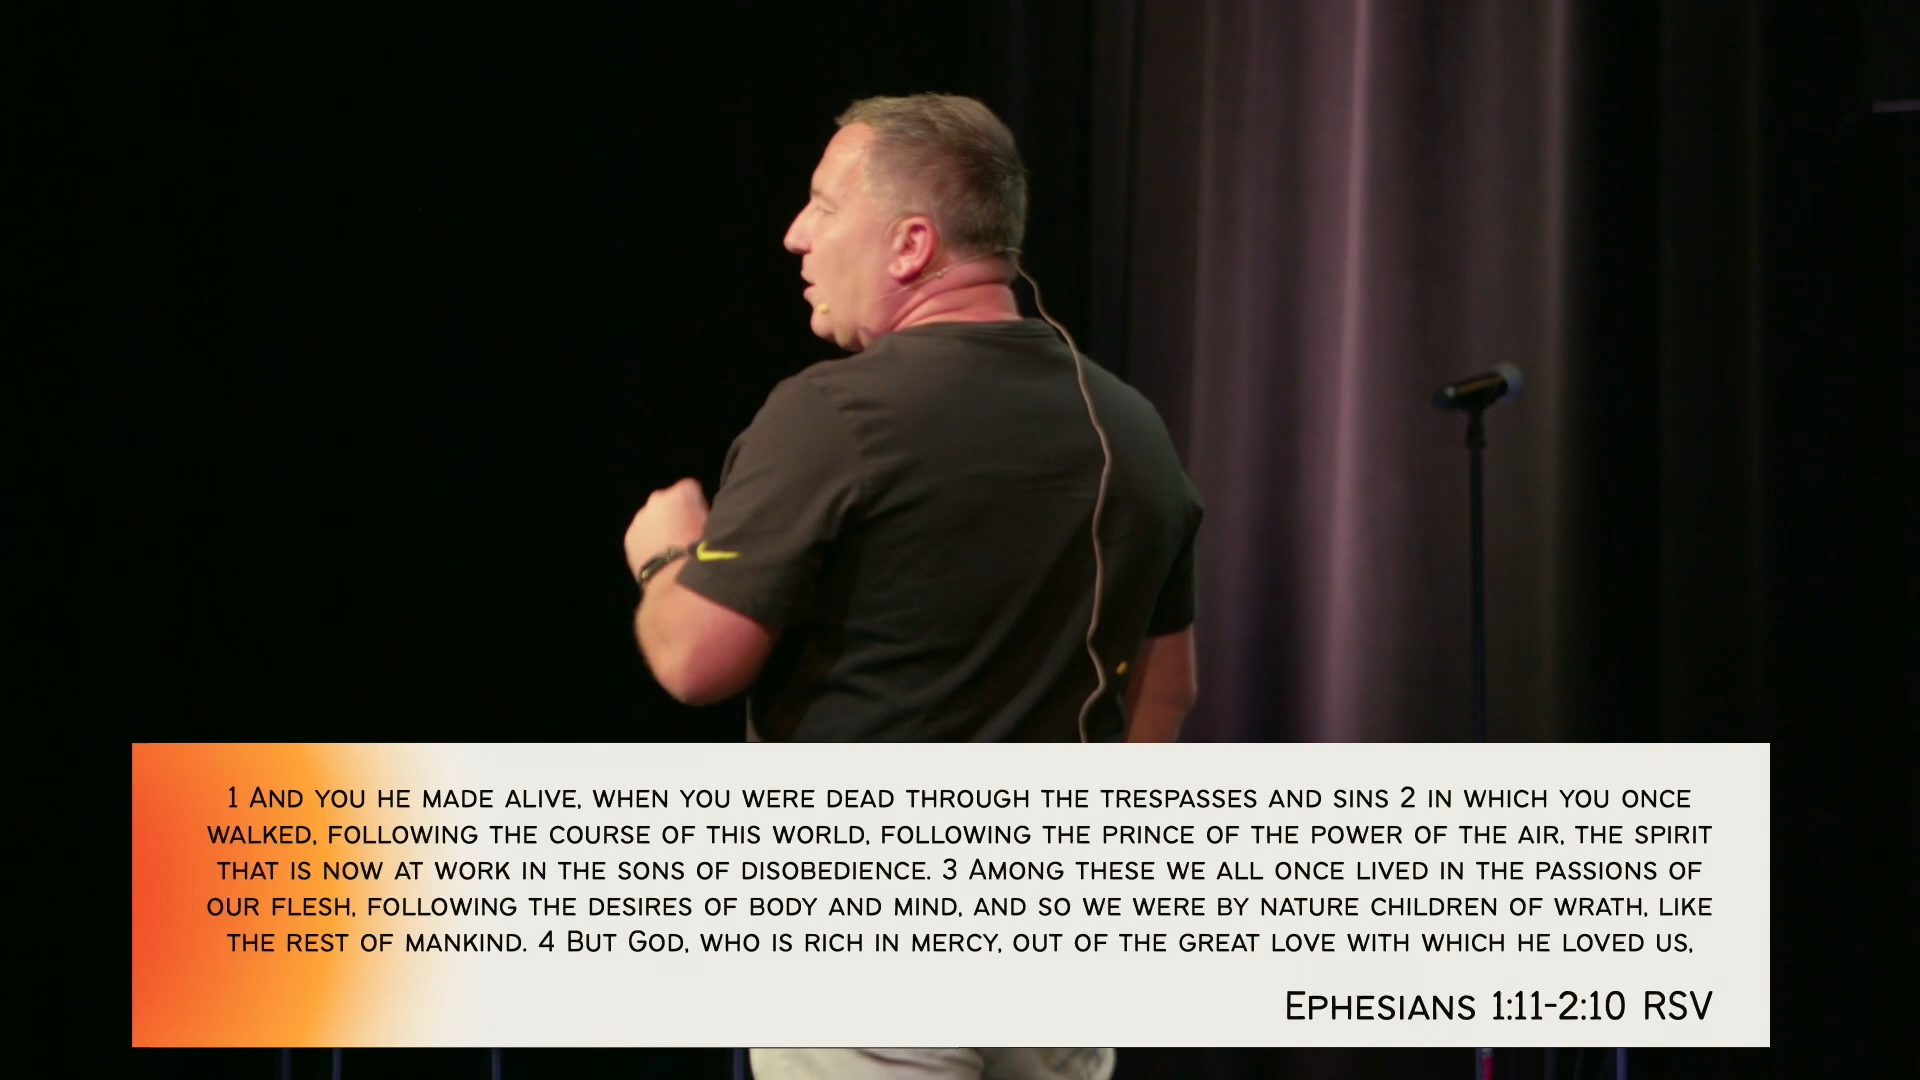 1 And you he made alive, when you were dead through the trespasses and sins 2 in which you once
walked, following the course of this world, following the prince of the power of the air, the spirit
that is now at work in the sons of disobedience. 3 Among these we all once lived in the passions of
our flesh, following the desires of body and mind, and so we were by nature children of wrath, like
the rest of mankind. 4 But God, who is rich in mercy, out of the great love with which he loved us,
Ephesians 1:11-2:10 RSV